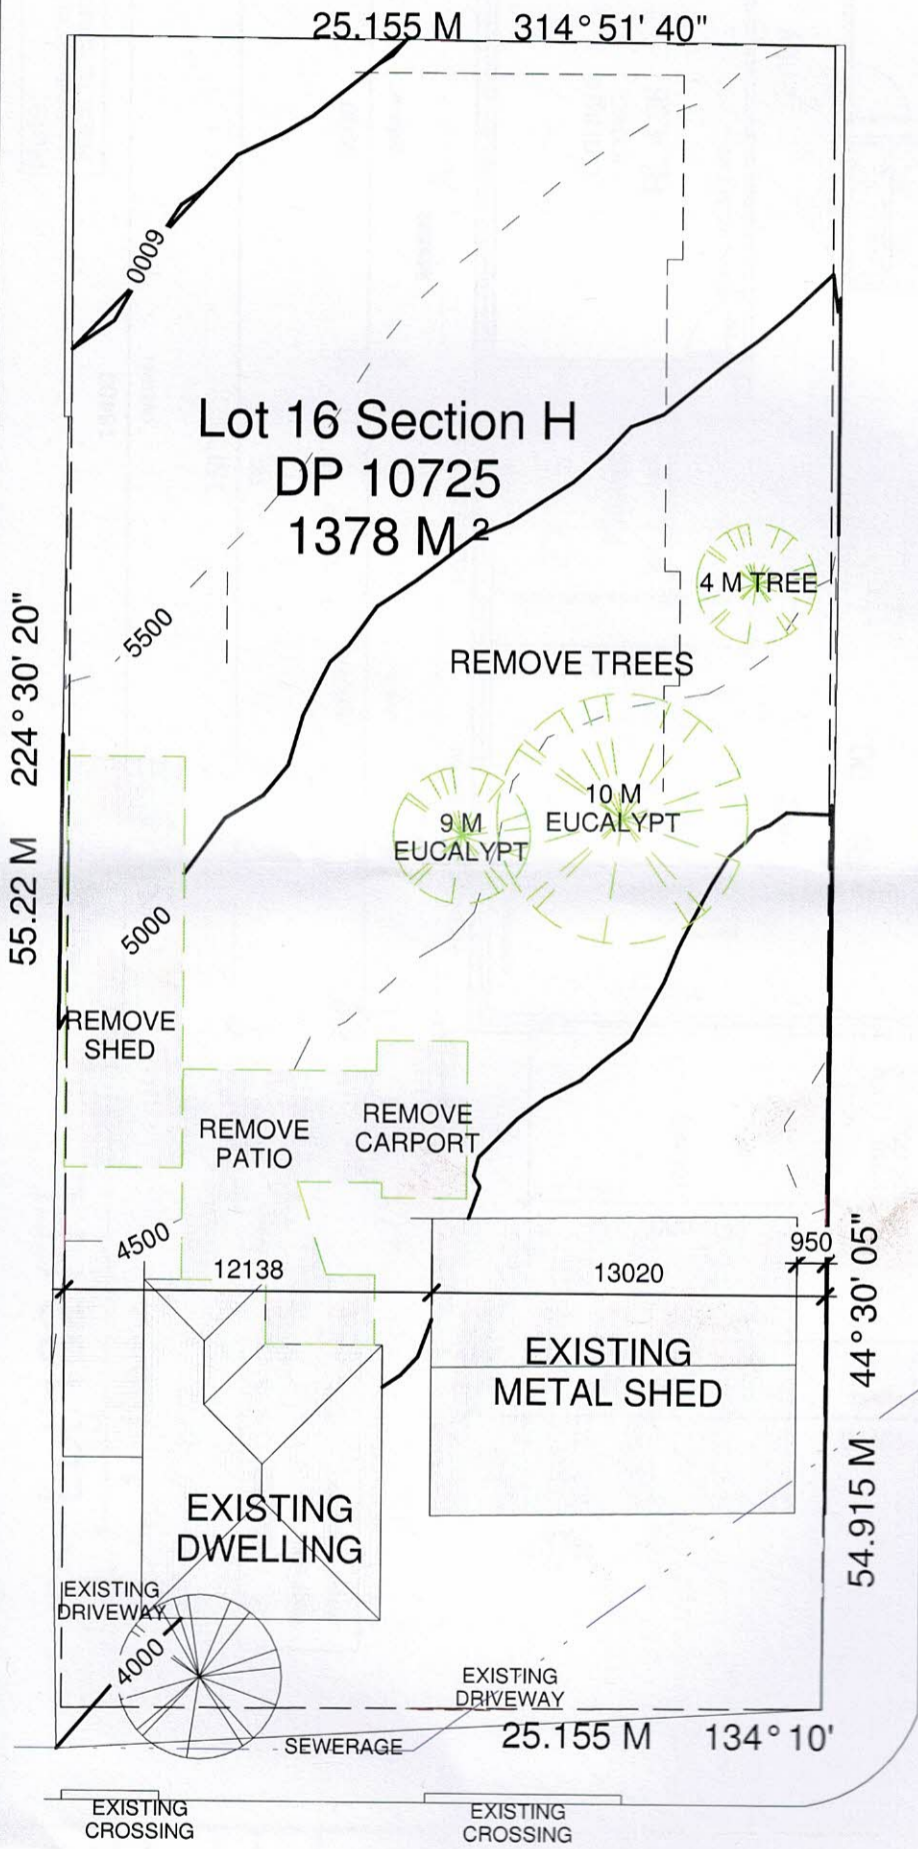 25.155 M 314° 51' 40"
6000
Lot 16 Section H
DP 10725
1378 M²
4 M TREE
5500
REMOVE TREES
224° 30' 20"
55.22 M
10 M
EUCALYPT
9 M
EUCALYPT
5000
REMOVE
SHED
REMOVE
PATIO
REMOVE
CARPORT
4500
12138
13020
950
44° 30' 05"
54.915 M
EXISTING
METAL SHED
EXISTING
DWELLING
EXISTING
DRIVEWAY
4000
EXISTING
DRIVEWAY
SEWERAGE
25.155 M 134° 10'
EXISTING
CROSSING
EXISTING
CROSSING